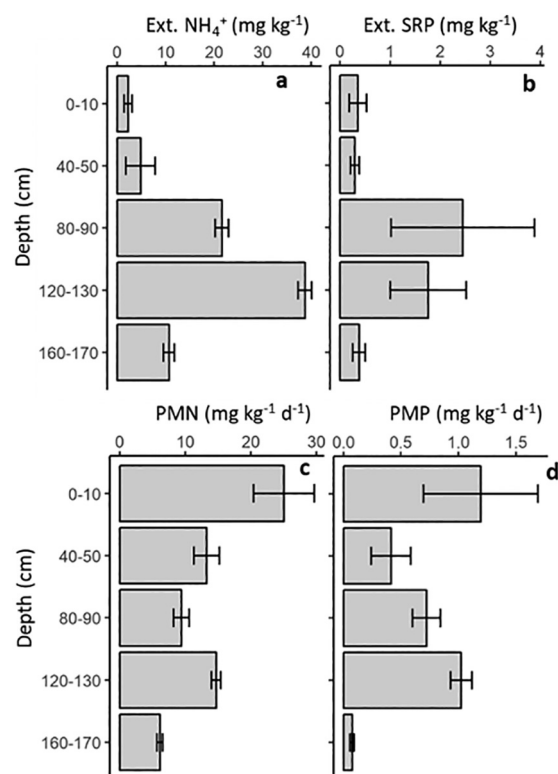 Ext. NH₄⁺ (mg kg⁻¹) Ext. SRP (mg kg⁻¹)
0 10 20 30 40 0 1 2 3 4
a b
0-10
40-50
80-90
120-130
160-170
Depth (cm)
PMN (mg kg⁻¹ d⁻¹) PMP (mg kg⁻¹ d⁻¹)
0 10 20 30 0.0 0.5 1.0 1.5
c d
0-10
40-50
80-90
120-130
160-170
Depth (cm)